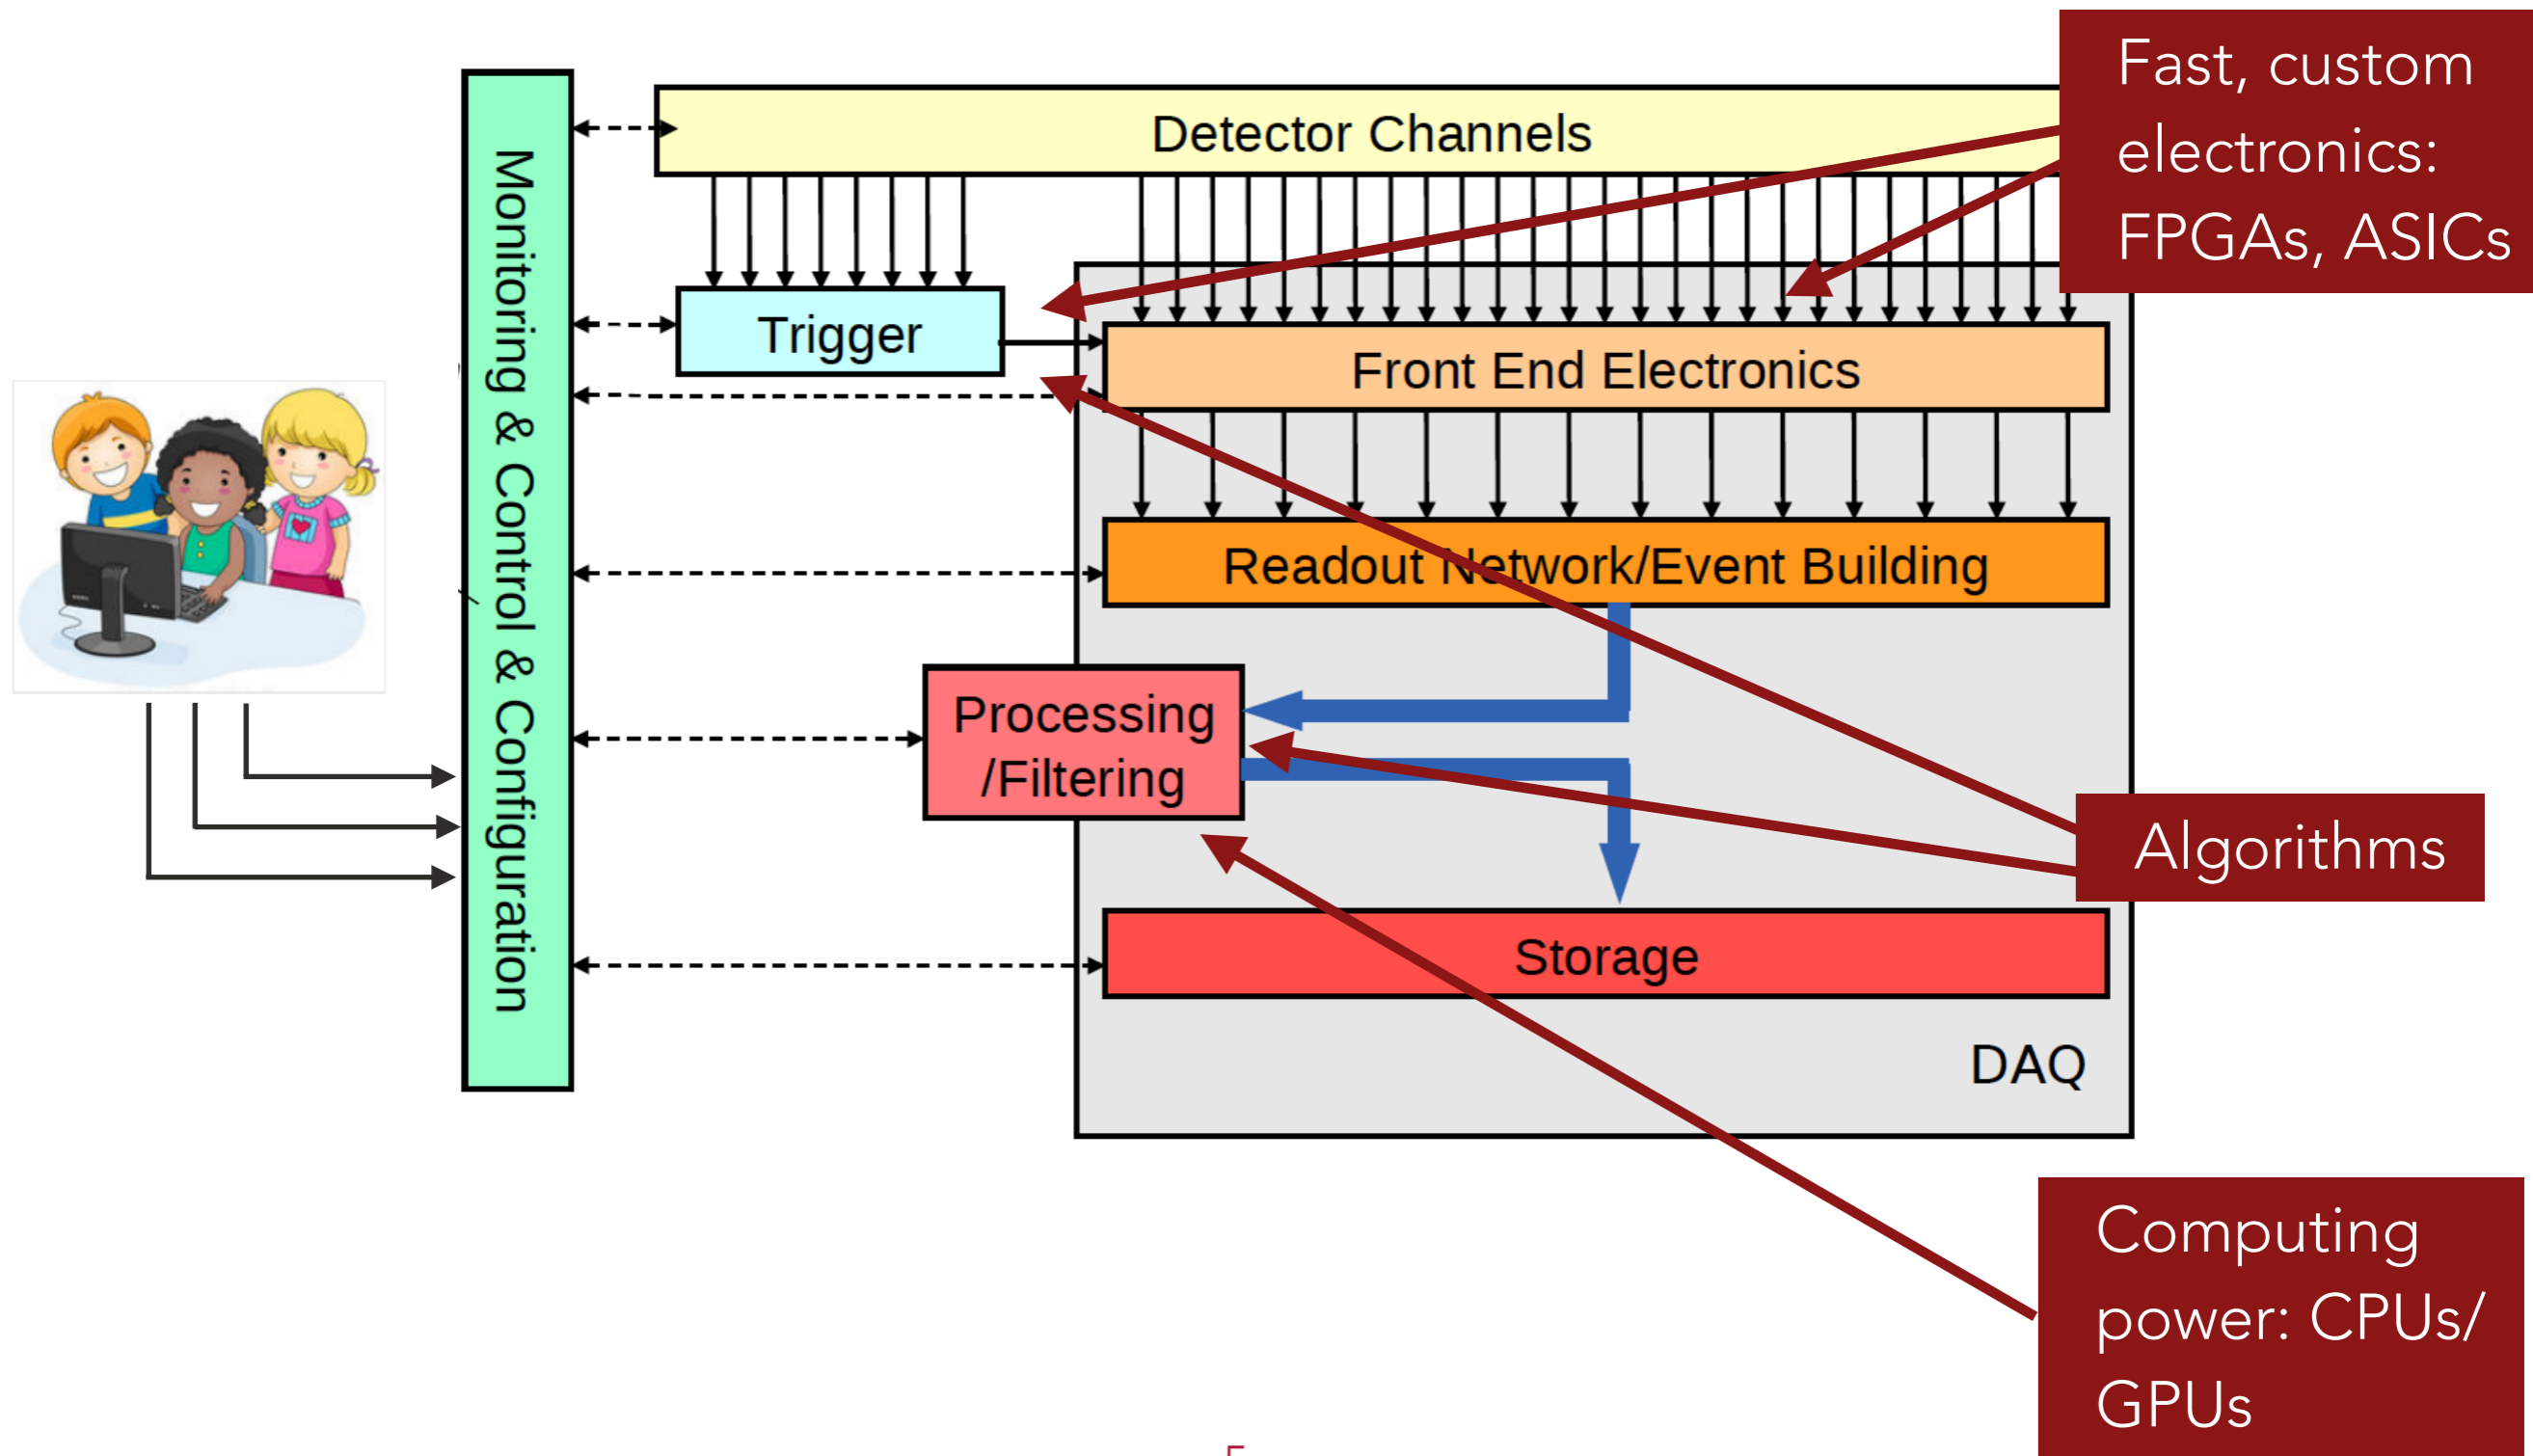 Fast, custom
electronics:
FPGAs, ASICs
Detector Channels
Monitoring & Control & Configuration
Trigger
Front End Electronics
Readout Network/Event Building
Processing
/Filtering
Algorithms
Storage
DAQ
Computing
power: CPUs/
GPUs